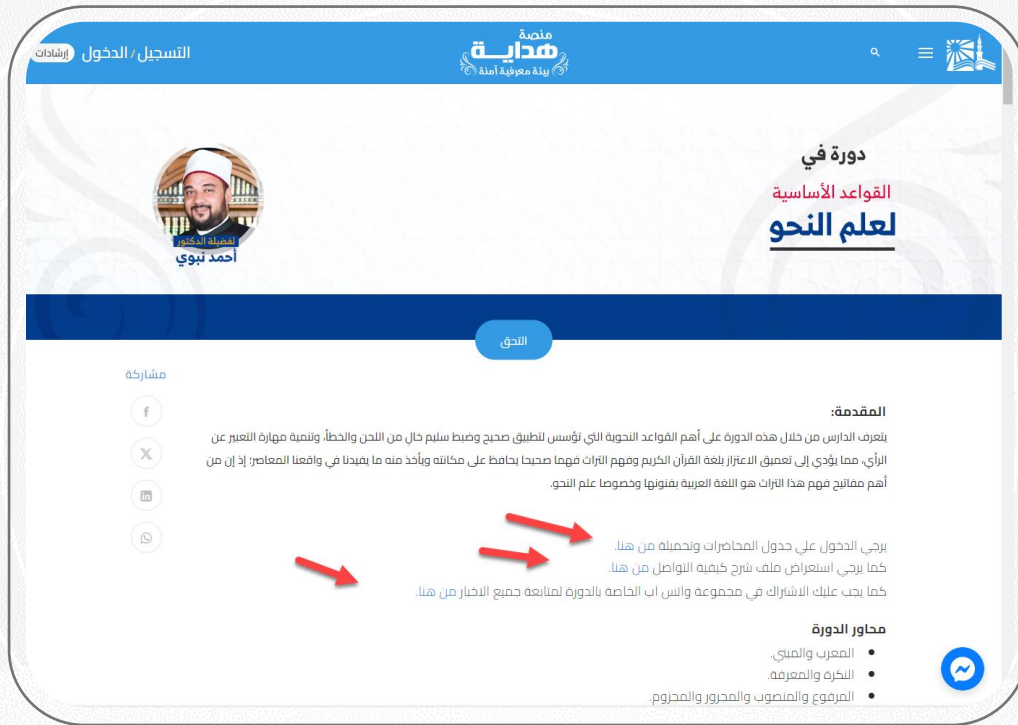 منصة
هدايــة
بيئة معرفية آمنة
التسجيل / الدخول
إرشادات
دورة في
القواعد الأساسية
لعلم النحو
لفضيلة الدكتور
أحمد نبوي
التحق
مشاركة
المقدمة:
يتعرف الدارس من خلال هذه الدورة على أهم القواعد النحوية التي تؤسس لتطبيق صحيح وضبط سليم خالٍ من اللحن والخطأ، وتنمية مهارة التعبير عن
الرأي، مما يؤدي إلى تعميق الاعتزاز بلغة القرآن الكريم وفهم التراث فهما صحيحا يحافظ على مكانته ويأخذ منه ما يفيدنا في واقعنا المعاصر؛ إذ إن من
أهم مفاتيح فهم هذا التراث هو اللغة العربية بفنونها وخصوصا علم النحو.
يرجي الدخول علي جدول المحاضرات وتحميلة من هنا.
كما يرجي استعراض ملف شرح كيفية التواصل من هنا.
كما يجب عليك الاشتراك في مجموعة واتس اب الخاصة بالدورة لمتابعة جميع الاخبار من هنا.
محاور الدورة
المعرب والمبني.
النكرة والمعرفة.
المرفوع والمنصوب والمجرور والمجزوم.